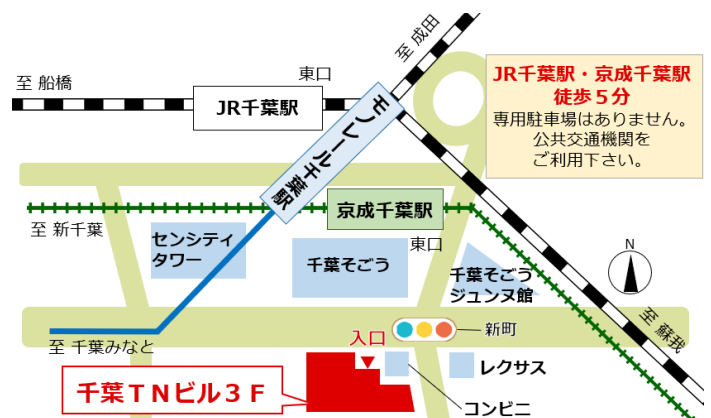 至 成田
至 船橋
東口
JR千葉駅
モノレール千葉駅
JR千葉駅・京成千葉駅
徒歩５分
専用駐車場はありません。
公共交通機関を
ご利用下さい。
京成千葉駅
至 新千葉
東口
センシティ
タワー
千葉そごう
千葉そごう
ジュンヌ館
N
至 蘇我
新町
至 千葉みなと
入口
レクサス
千葉ＴＮビル３Ｆ
コンビニ